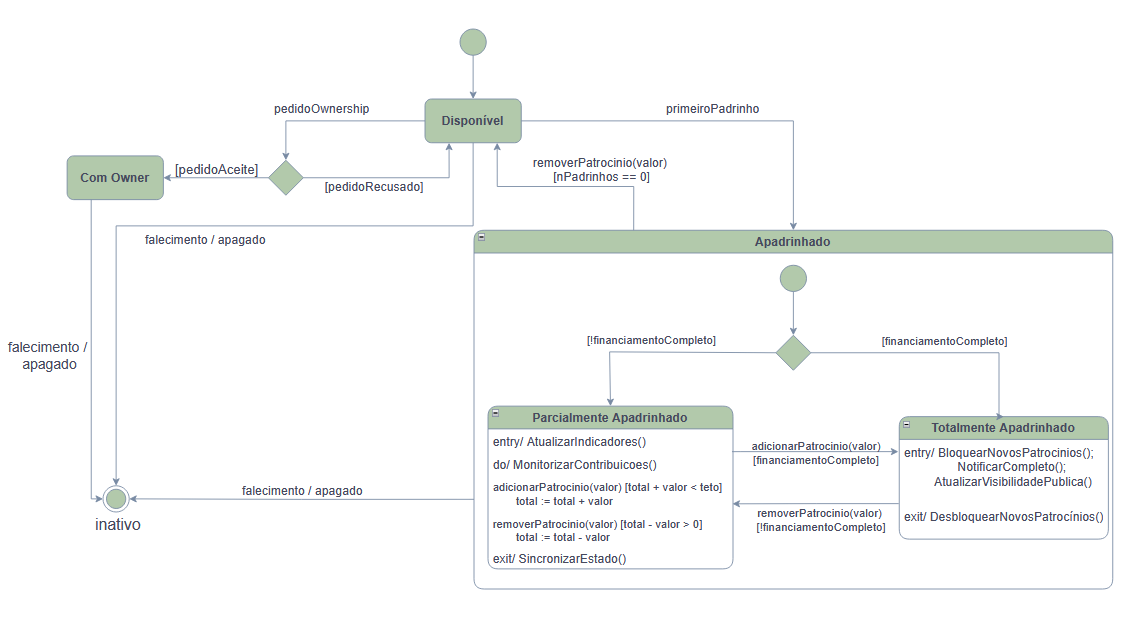 pedidoOwnership
primeiroPadrinho
Disponível
Com Owner
[pedidoAceite]
[pedidoRecusado]
removerPatrocinio(valor)
[nPadrinhos == 0]
falecimento / apagado
Apadrinhado
falecimento /
apagado
[!financiamentoCompleto]
[financiamentoCompleto]
Parcialmente Apadrinhado
entry/ AtualizarIndicadores()
do/ MonitorizarContribuicoes()
adicionarPatrocinio(valor) [total + valor < teto]
total := total + valor
removerPatrocinio(valor) [total - valor > 0]
total := total - valor
exit/ SincronizarEstado()
adicionarPatrocinio(valor)
[financiamentoCompleto]
removerPatrocinio(valor)
[!financiamentoCompleto]
Totalmente Apadrinhado
entry/ BloquearNovosPatrocinios();
NotificarCompleto();
AtualizarVisibilidadePublica()
exit/ DesbloquearNovosPatrocínios()
falecimento / apagado
inativo